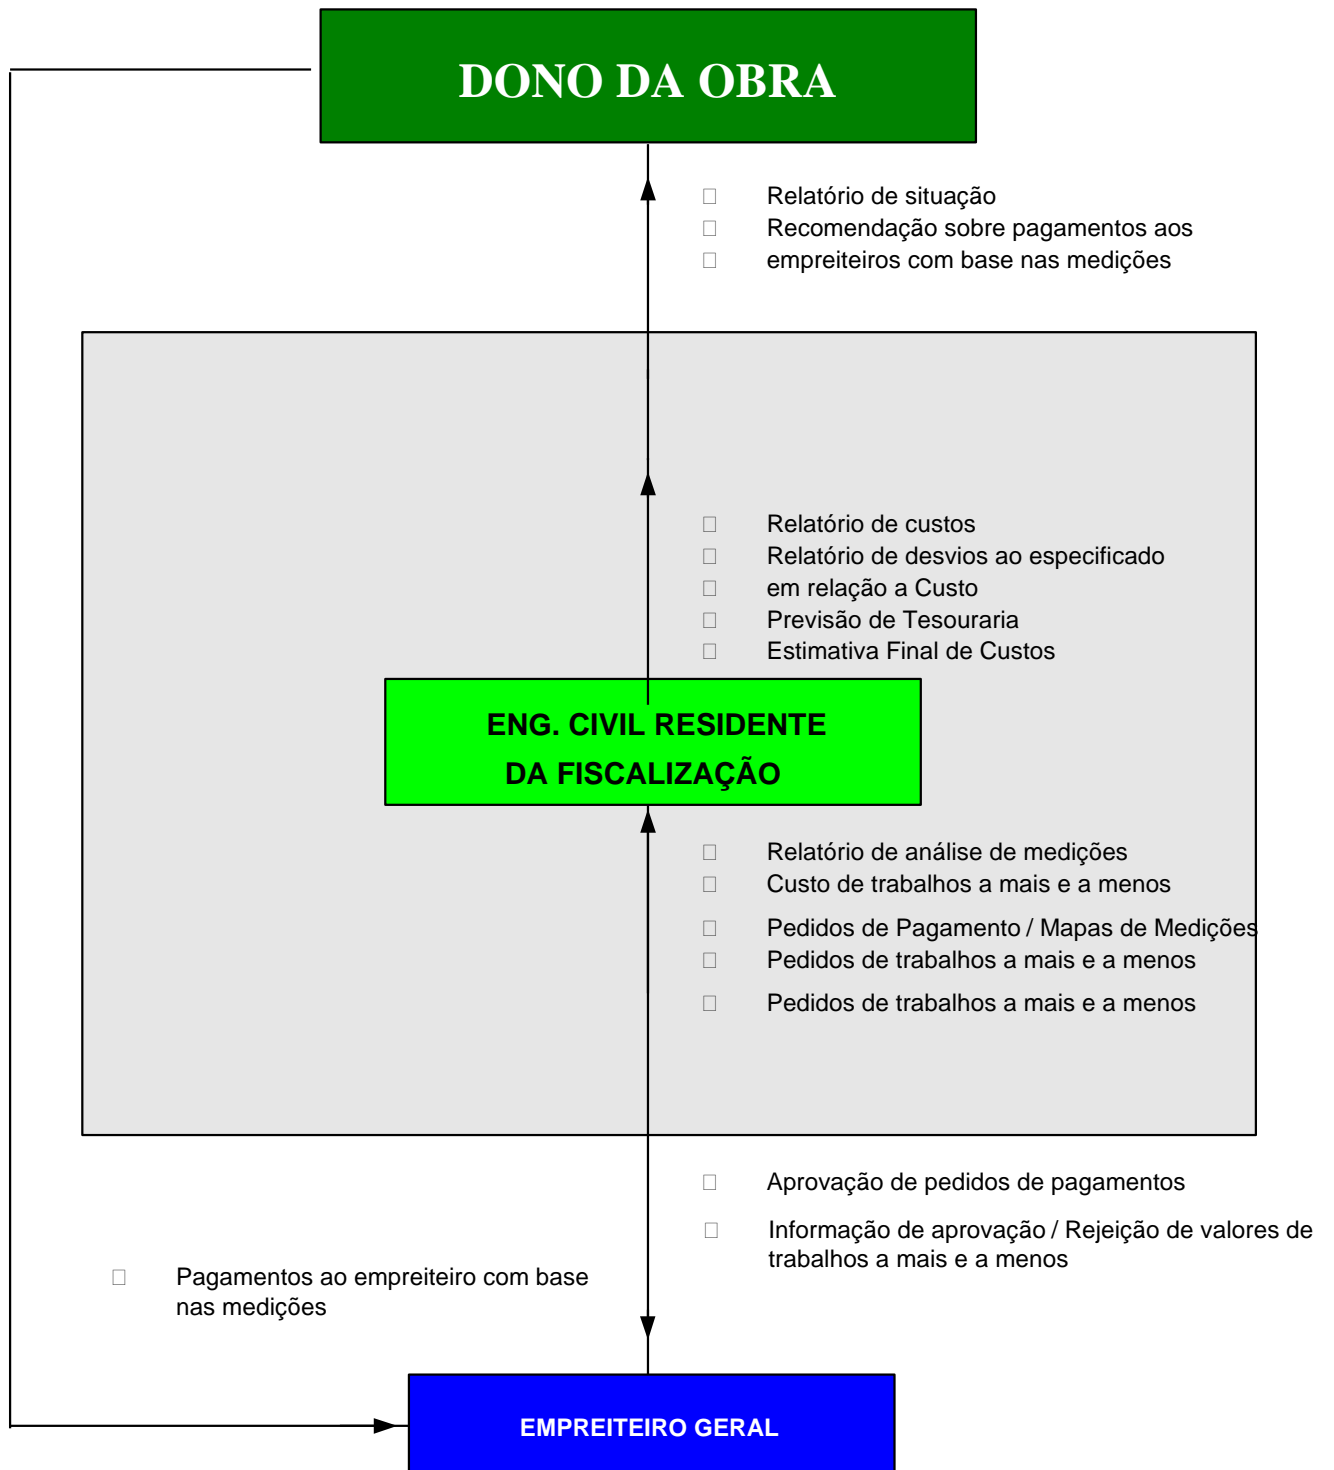 DONO DA OBRA
Relatório de situação
Recomendação sobre pagamentos aos
empreiteiros com base nas medições
Relatório de custos
Relatório de desvios ao especificado
em relação a Custo
Previsão de Tesouraria
Estimativa Final de Custos
ENG. CIVIL RESIDENTE
DA FISCALIZAÇÃO
Relatório de análise de medições
Custo de trabalhos a mais e a menos
Pedidos de Pagamento / Mapas de Medições
Pedidos de trabalhos a mais e a menos
Pedidos de trabalhos a mais e a menos
Aprovação de pedidos de pagamentos
Informação de aprovação / Rejeição de valores de
trabalhos a mais e a menos
Pagamentos ao empreiteiro com base
nas medições
EMPREITEIRO GERAL